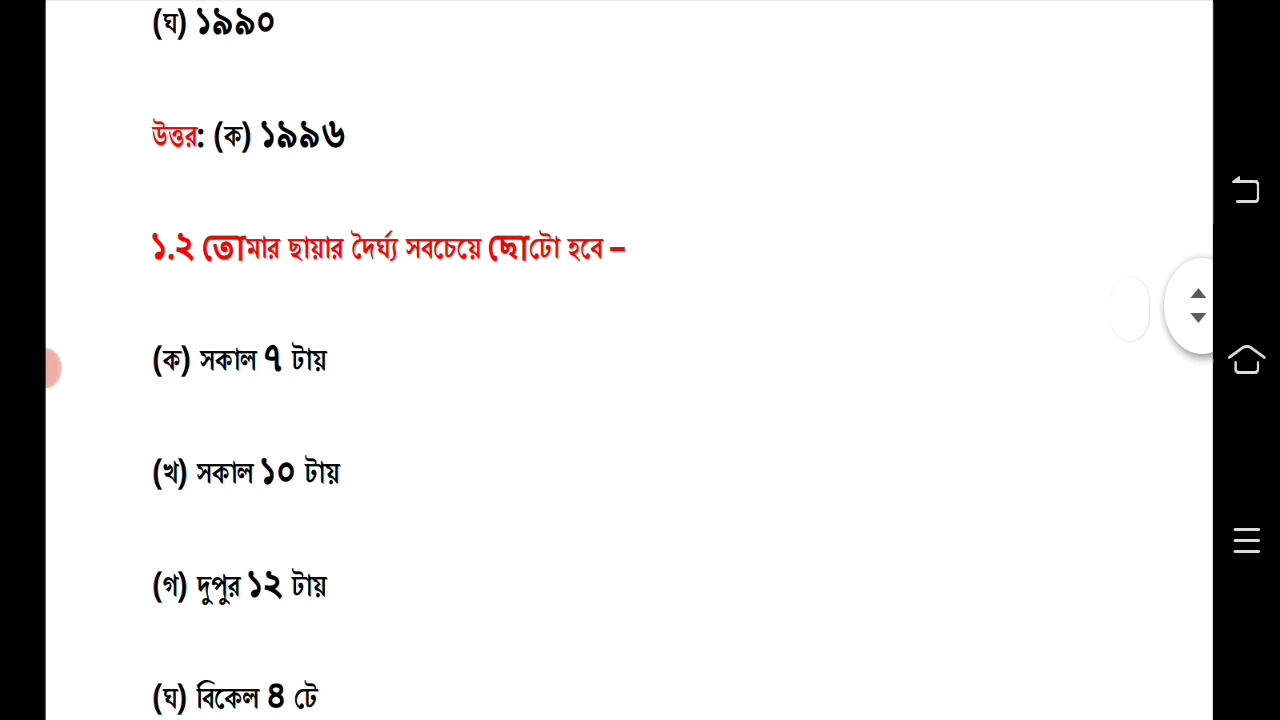 (ঘ) ১৯৯০
উত্তর: (ক) ১৯৯৬
১.২ তোমার ছায়ার দৈর্ঘ্য সবচেয়ে ছোটো হবে –
(ক) সকাল ৭ টায়
(খ) সকাল ১০ টায়
(গ) দুপুর ১২ টায়
(ঘ) বিকেল ৪ টে